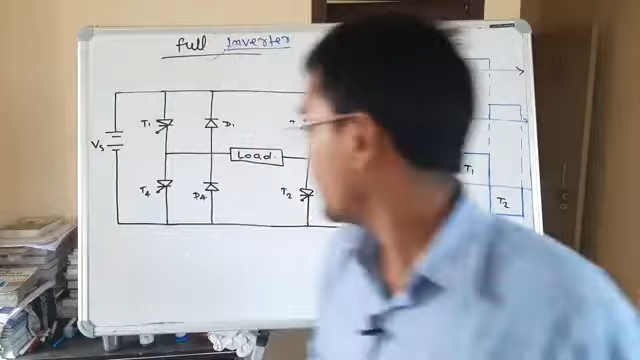 full Inverter
T1 D1
Vs Load
T4 D4 T2
T1
T2